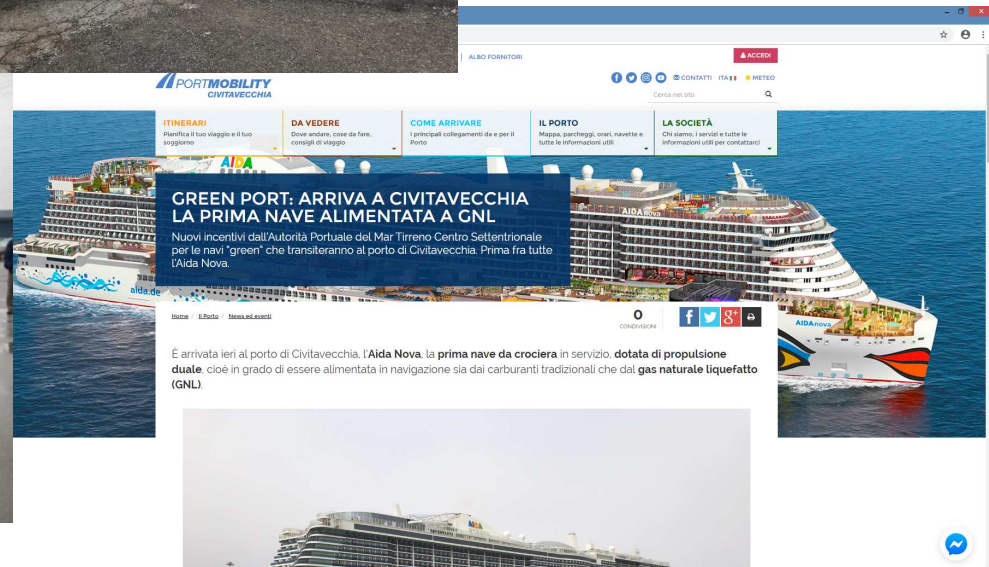 ALBO FORNITORI
ACCEDI
PORTMOBILITY
CIVITAVECCHIA
CONTATTI ITA METEO
Cerca nel sito
ITINERARI
Pianifica il tuo viaggio e il tuo
soggiorno
DA VEDERE
Dove andare, cose da fare,
consigli di viaggio
COME ARRIVARE
I principali collegamenti da e per il
Porto
IL PORTO
Mappa, parcheggi, orari, navette e
tutte le informazioni utili
LA SOCIETÀ
Chi siamo, i servizi e tutte le
informazioni utili per contattarci
AIDA
GREEN PORT: ARRIVA A CIVITAVECCHIA
LA PRIMA NAVE ALIMENTATA A GNL
Nuovi incentivi dall'Autorità Portuale del Mar Tirreno Centro Settentrionale
per le navi "green" che transiteranno al porto di Civitavecchia. Prima fra tutte
l'Aida Nova.
AIDAnova
aida.de
AIDAnova
Home / Il Porto / News ed eventi
0
CONDIVISIONI
È arrivata ieri al porto di Civitavecchia, l'Aida Nova, la prima nave da crociera in servizio, dotata di propulsione
duale, cioè in grado di essere alimentata in navigazione sia dai carburanti tradizionali che dal gas naturale liquefatto
(GNL).
AIDA